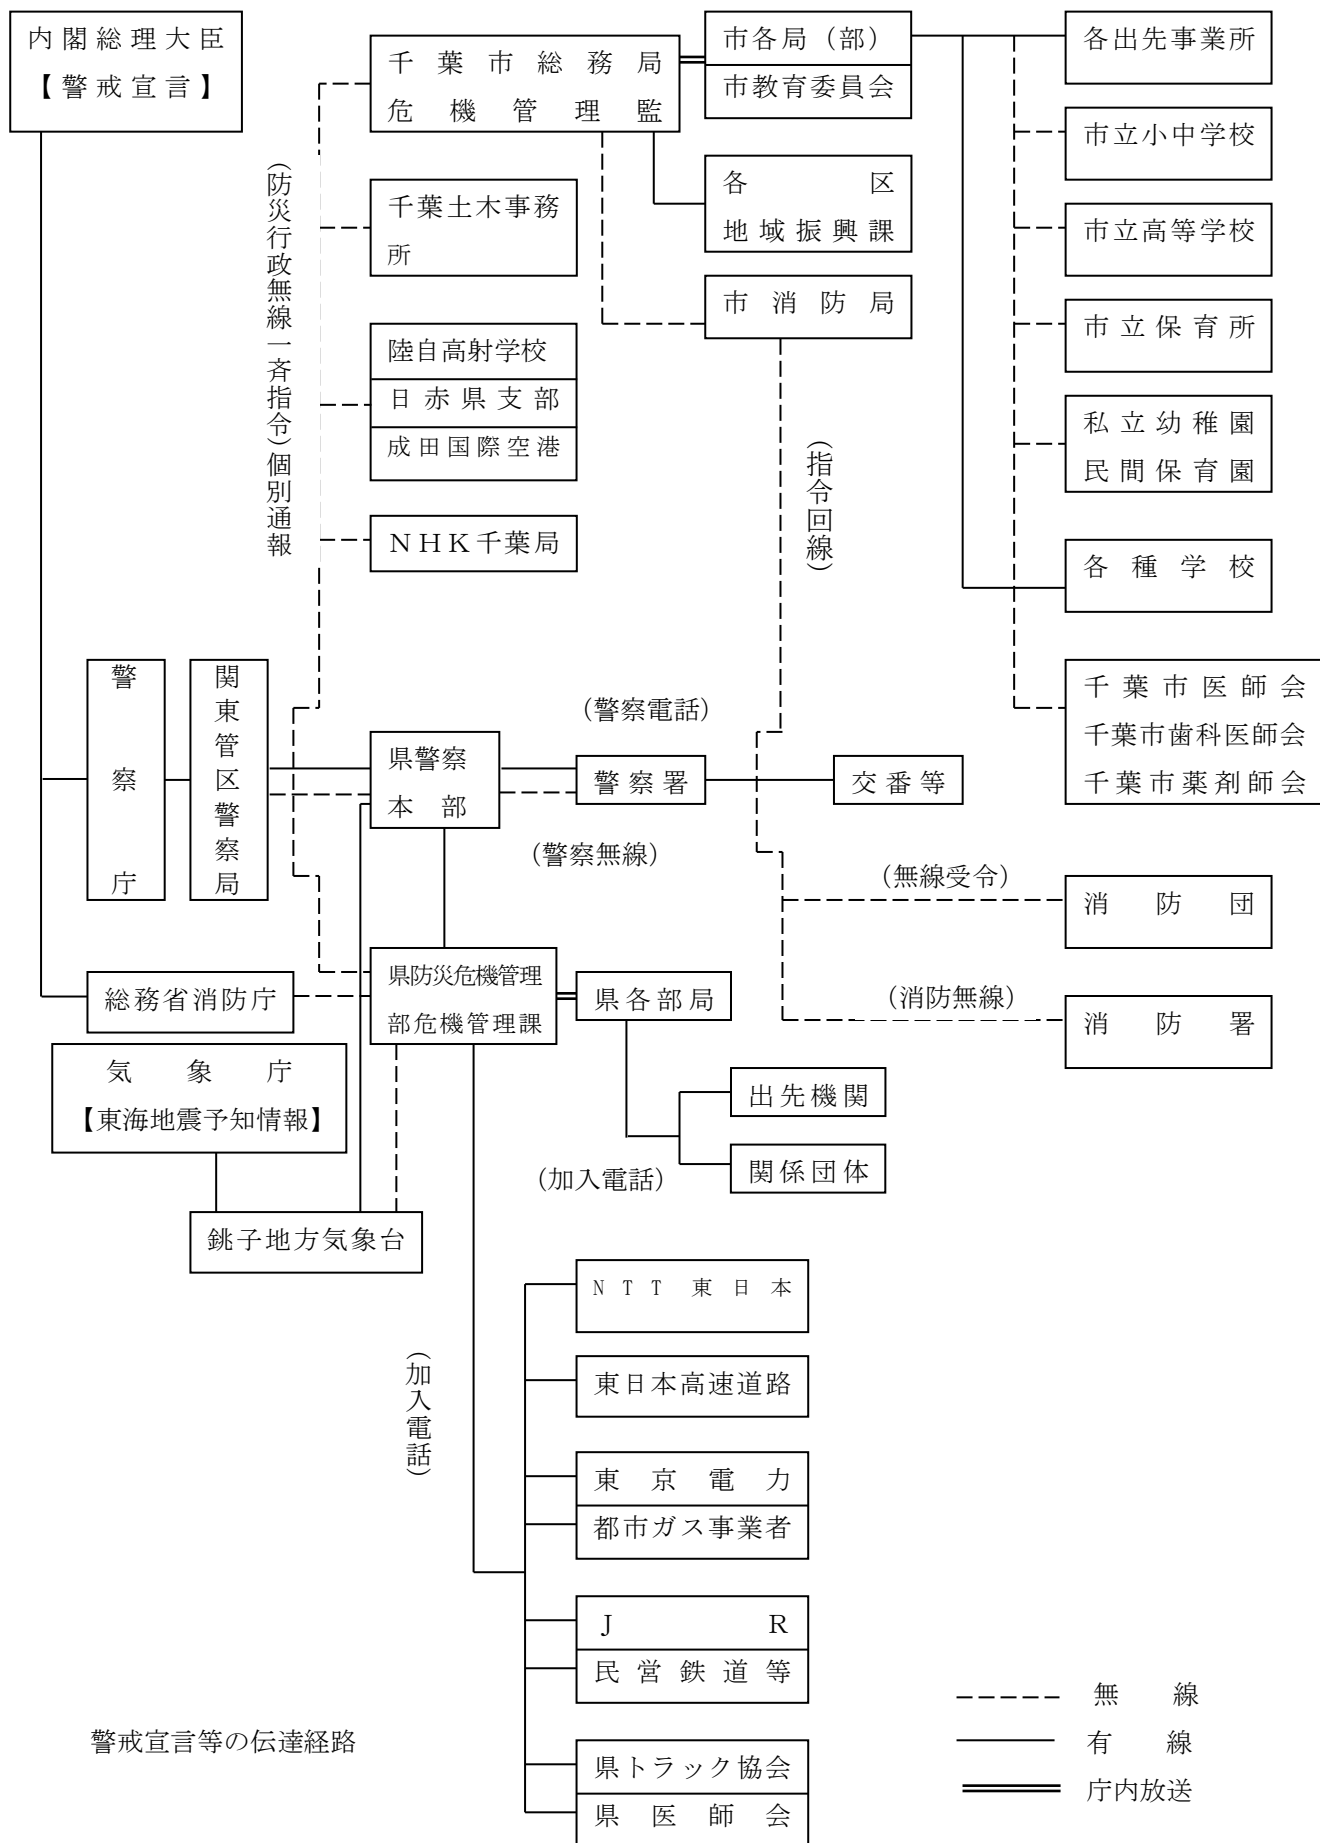 内閣総理大臣
【警戒宣言】
千葉市総務局
危機管理監
市各局（部）
市教育委員会
各出先事業所
市立小中学校
各区
地域振興課
市立高等学校
千葉土木事務
所
市消防局
市立保育所
(防災行政無線一斉指令)個別通報
陸自高射学校
日赤県支部
成田国際空港
(指令回線)
私立幼稚園
民間保育園
NHK千葉局
各種学校
警察庁
関東管区警察局
(警察電話)
千葉市医師会
千葉市歯科医師会
千葉市薬剤師会
県警察
本部
警察署
交番等
(警察無線)
(無線受令)
消防団
県防災危機管理
部危機管理課
総務省消防庁
県各部局
(消防無線)
消防署
気象庁
【東海地震予知情報】
出先機関
(加入電話)
関係団体
銚子地方気象台
NTT東日本
(加入電話)
東日本高速道路
東京電力
都市ガス事業者
JR
民営鉄道等
無線
警戒宣言等の伝達経路
有線
県トラック協会
庁内放送
県医師会